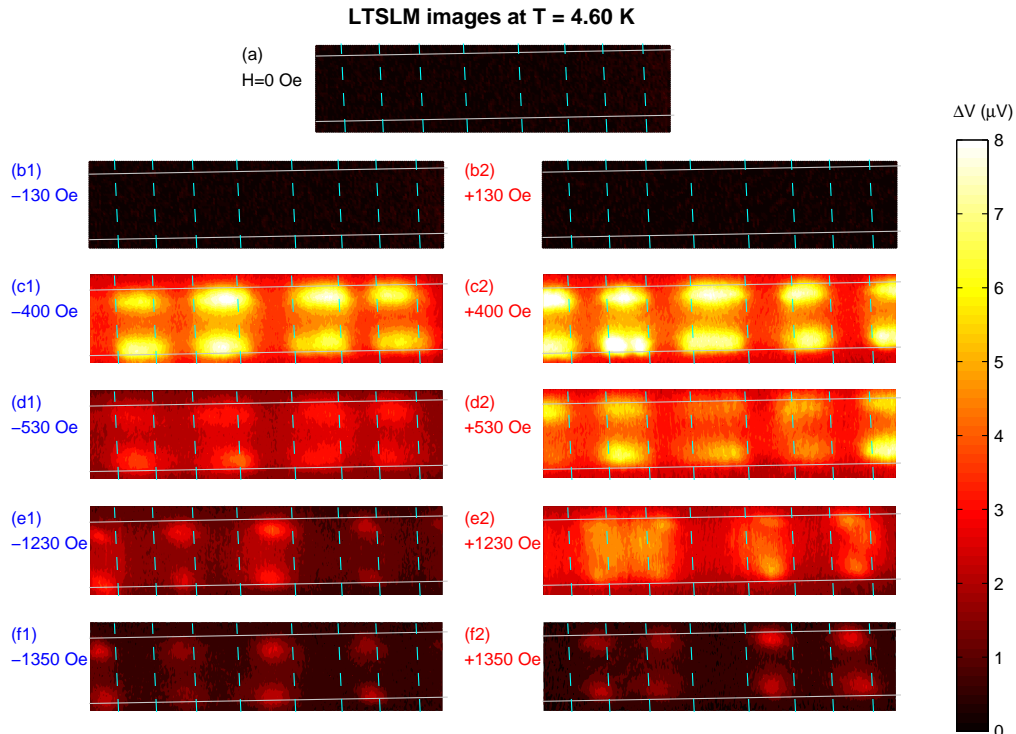 LTSLM images at T = 4.60 K
(a)
H=0 Oe
(b1)
−130 Oe
(b2)
+130 Oe
(c1)
−400 Oe
(c2)
+400 Oe
(d1)
−530 Oe
(d2)
+530 Oe
(e1)
−1230 Oe
(e2)
+1230 Oe
(f1)
−1350 Oe
(f2)
+1350 Oe
ΔV (μV)
8
7
6
5
4
3
2
1
0